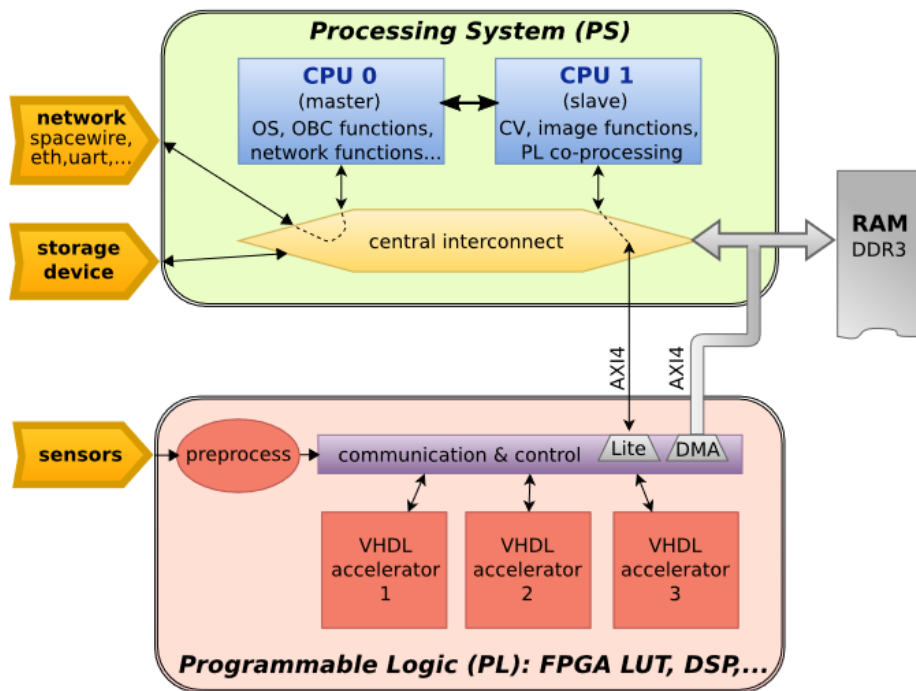 Processing System (PS)
CPU 0
(master)
OS, OBC functions,
network functions...
CPU 1
(slave)
CV, image functions,
PL co-processing
network
spacewire,
eth,uart,...
storage
device
central interconnect
RAM
DDR3
AXI4
AXI4
sensors
preprocess
communication & control
Lite
DMA
VHDL
accelerator
1
VHDL
accelerator
2
VHDL
accelerator
3
Programmable Logic (PL): FPGA LUT, DSP,...